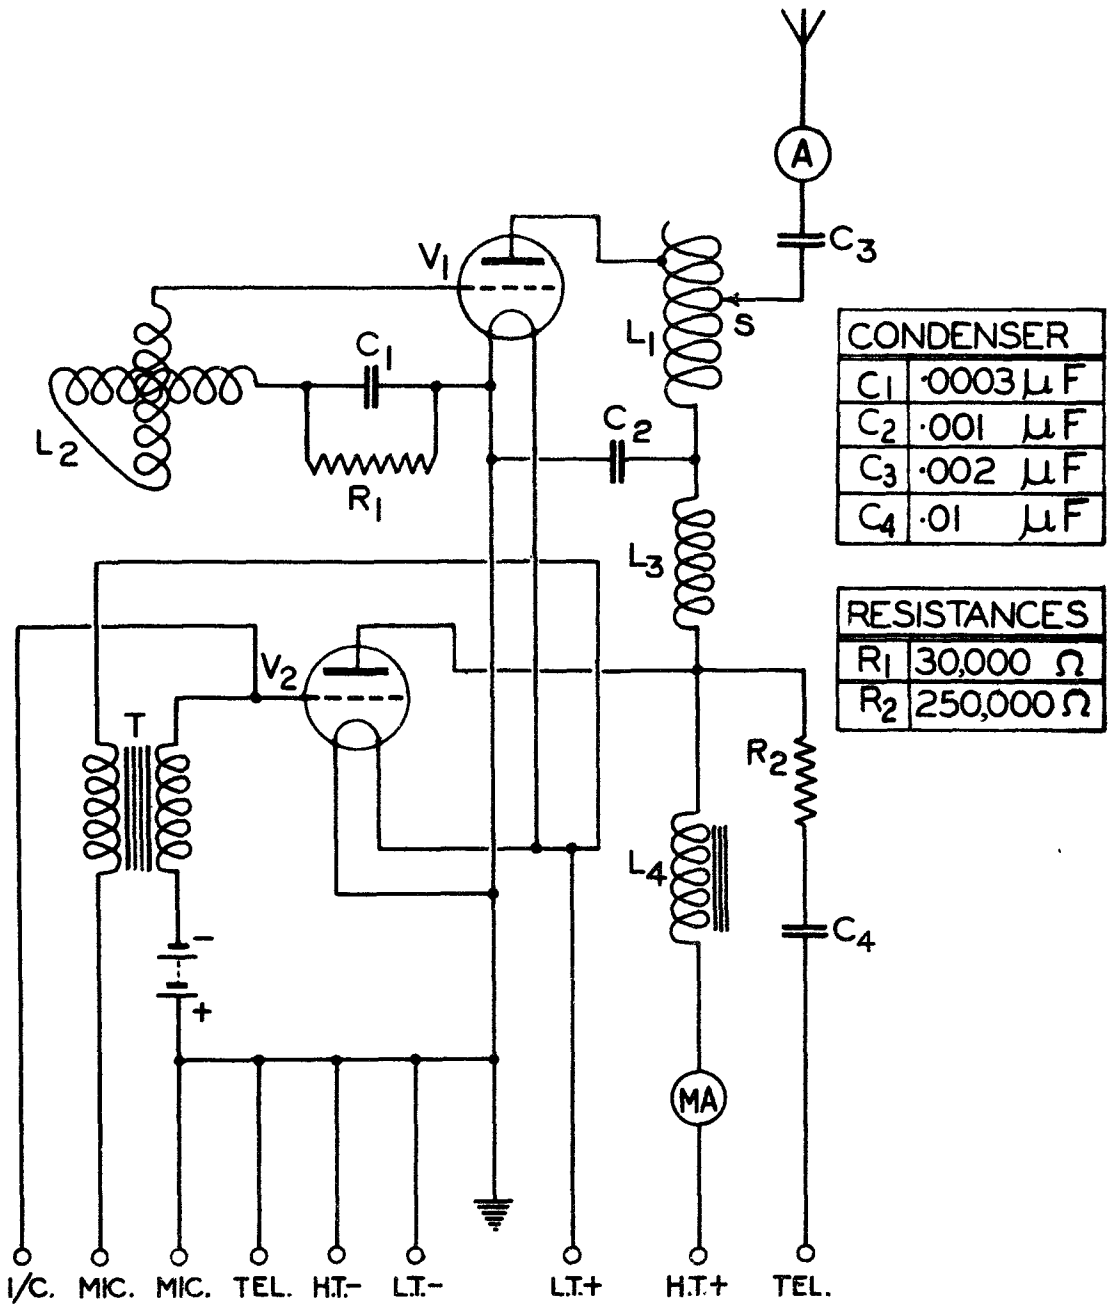 A
C3
V1
S
L1
C1
C2
L2
R1
L3
CONDENSER
C1 .0003 µF
C2 .001 µF
C3 .002 µF
C4 .01 µF
RESISTANCES
R1 30,000 Ω
R2 250,000 Ω
V2
T
R2
L4
C4
−
+
MA
I/C. MIC. MIC. TEL. H.T.- L.T.- L.T.+ H.T.+ TEL.